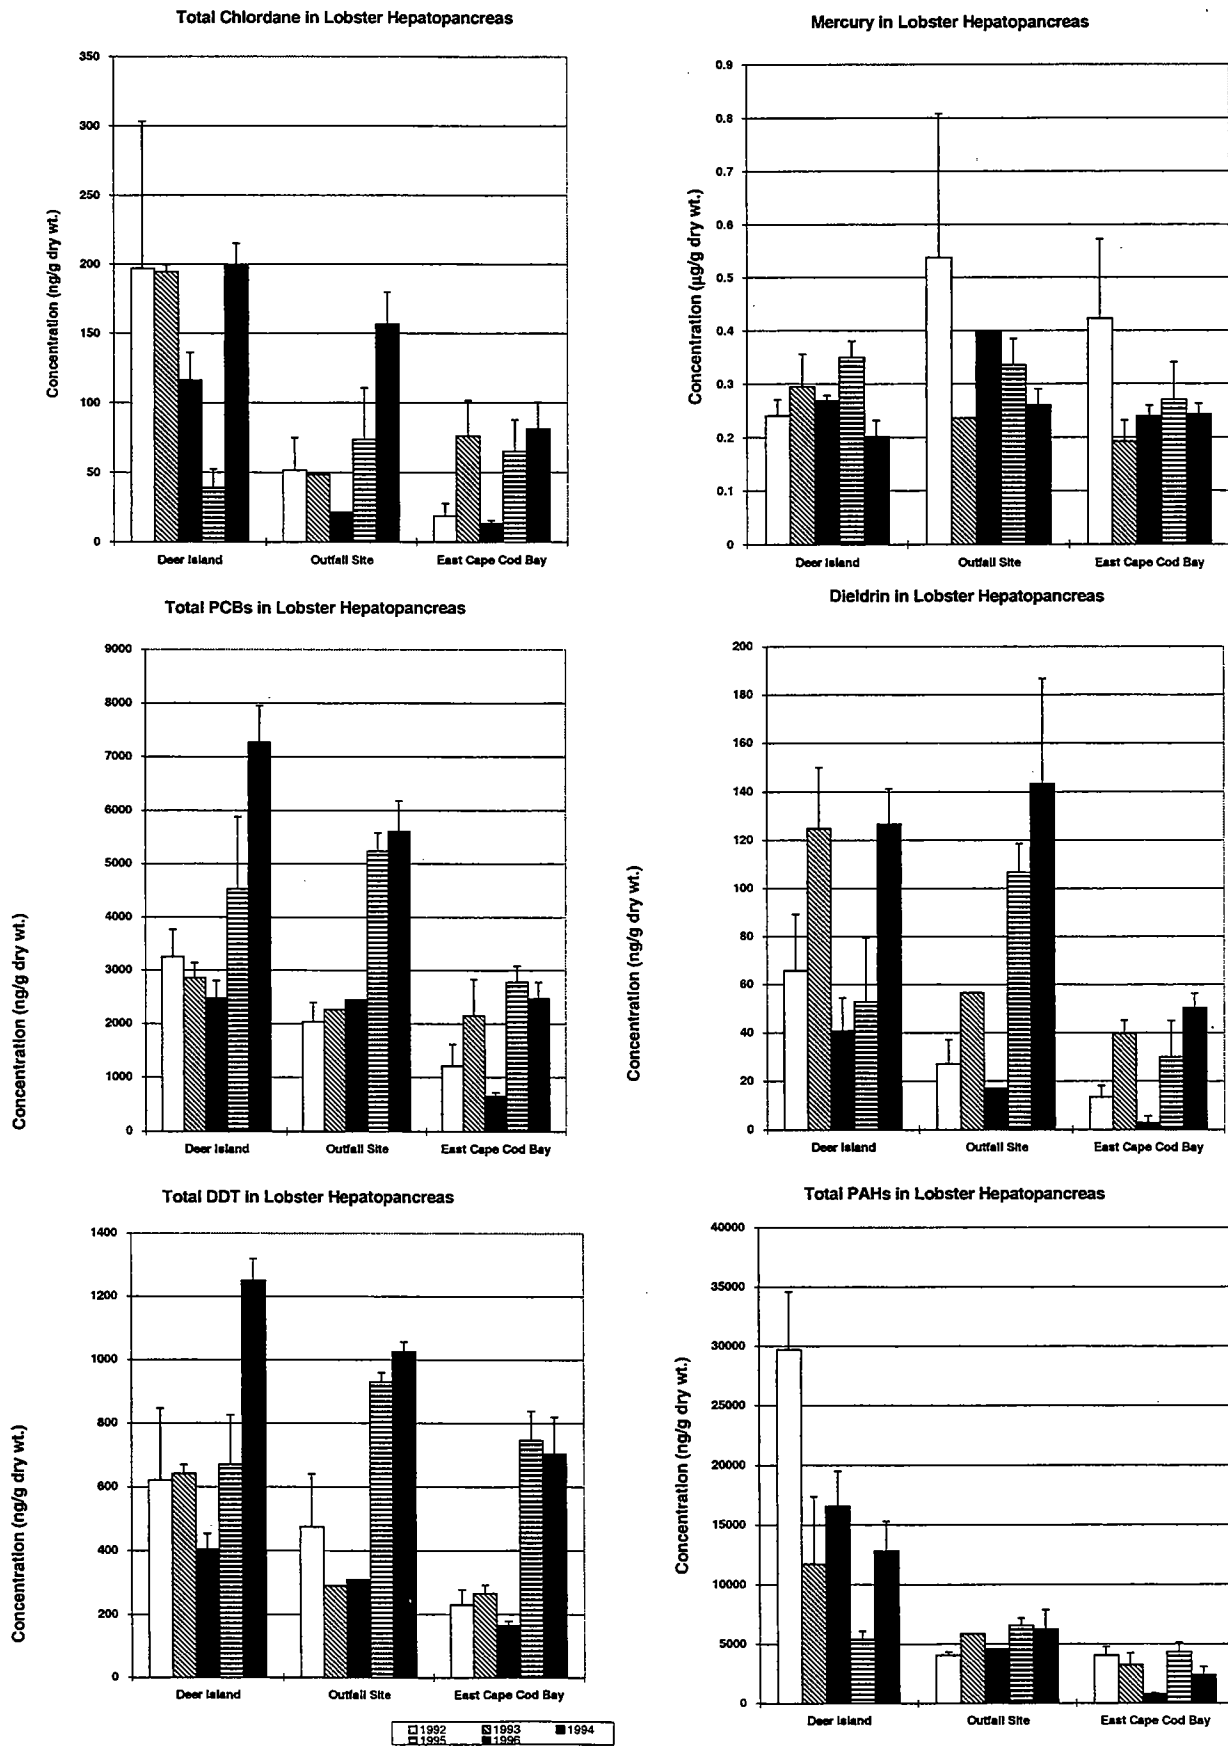 Total Chlordane in Lobster Hepatopancreas
350
300
250
200
150
100
50
0
Concentration (ng/g dry wt.)
Deer Island
Outfall Site
East Cape Cod Bay
Mercury in Lobster Hepatopancreas
0.9
0.8
0.7
0.6
0.5
0.4
0.3
0.2
0.1
0
Concentration (µg/g dry wt.)
Deer Island
Outfall Site
East Cape Cod Bay
Total PCBs in Lobster Hepatopancreas
9000
8000
7000
6000
5000
4000
3000
2000
1000
0
Concentration (ng/g dry wt.)
Deer Island
Outfall Site
East Cape Cod Bay
Dieldrin in Lobster Hepatopancreas
200
180
160
140
120
100
80
60
40
20
0
Concentration (ng/g dry wt.)
Deer Island
Outfall Site
East Cape Cod Bay
Total DDT in Lobster Hepatopancreas
1400
1200
1000
800
600
400
200
0
Concentration (ng/g dry wt.)
Deer Island
Outfall Site
East Cape Cod Bay
Total PAHs in Lobster Hepatopancreas
40000
35000
30000
25000
20000
15000
10000
5000
0
Concentration (ng/g dry wt.)
Deer Island
Outfall Site
East Cape Cod Bay
1992 1993 1994
1995 1996